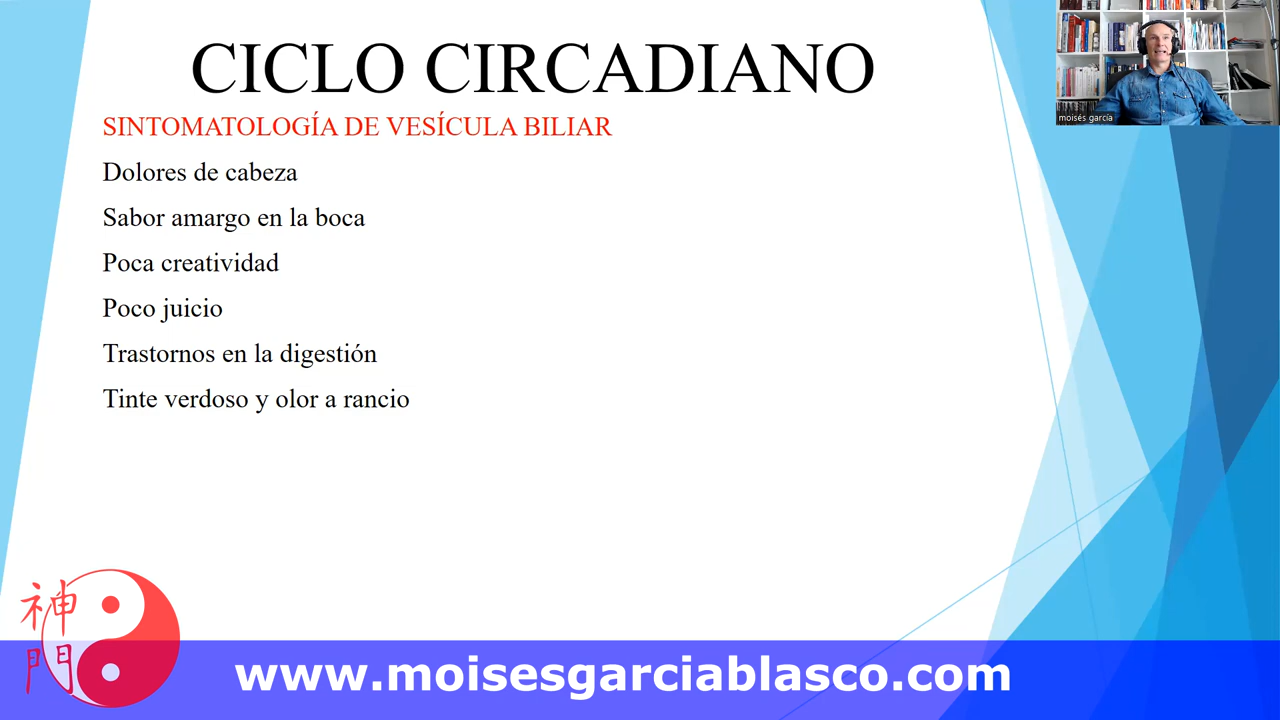 CICLO CIRCADIANO
SINTOMATOLOGÍA DE VESÍCULA BILIAR
Dolores de cabeza
Sabor amargo en la boca
Poca creatividad
Poco juicio
Trastornos en la digestión
Tinte verdoso y olor a rancio
moisés garcía
神
門
www.moisesgarciablasco.com